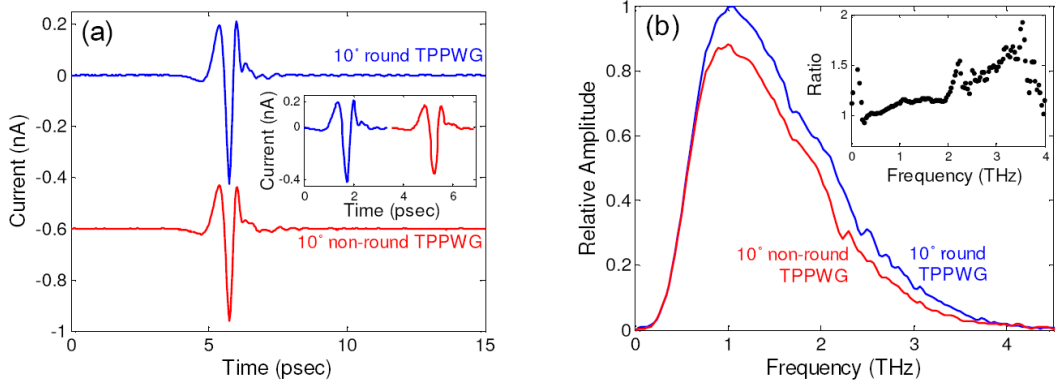 (a)
0.2
0
-0.2
-0.4
-0.6
-0.8
-1
Current (nA)
10° round TPPWG
10° non-round TPPWG
0
5
10
15
Time (psec)
0.2
0
-0.4
Current (nA)
0
2
4
6
Time (psec)
(b)
1
0.8
0.6
0.4
0.2
0
Relative Amplitude
10° non-round
TPPWG
10° round
TPPWG
0
1
2
3
4
Frequency (THz)
2
1.5
1
Ratio
0
1
2
3
4
Frequency (THz)